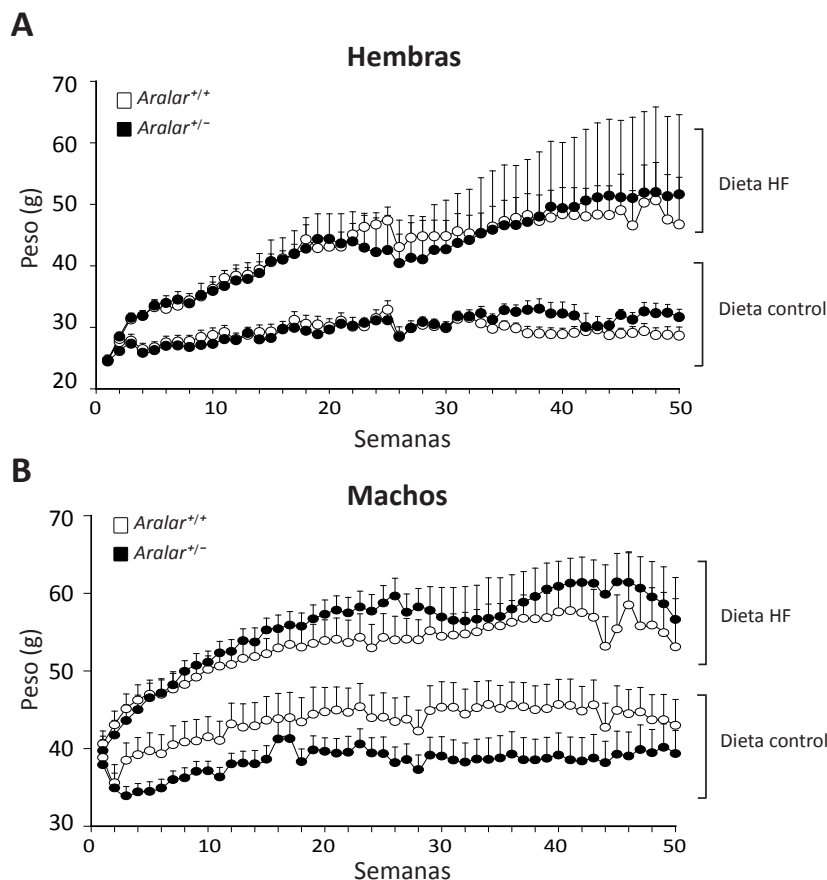 A
Hembras
Aralar+/+
Aralar+/−
70
60
50
40
30
20
Peso (g)
0
10
20
30
40
50
Semanas
Dieta HF
Dieta control
B
Machos
Aralar+/+
Aralar+/−
70
60
50
40
30
Peso (g)
0
10
20
30
40
50
Semanas
Dieta HF
Dieta control